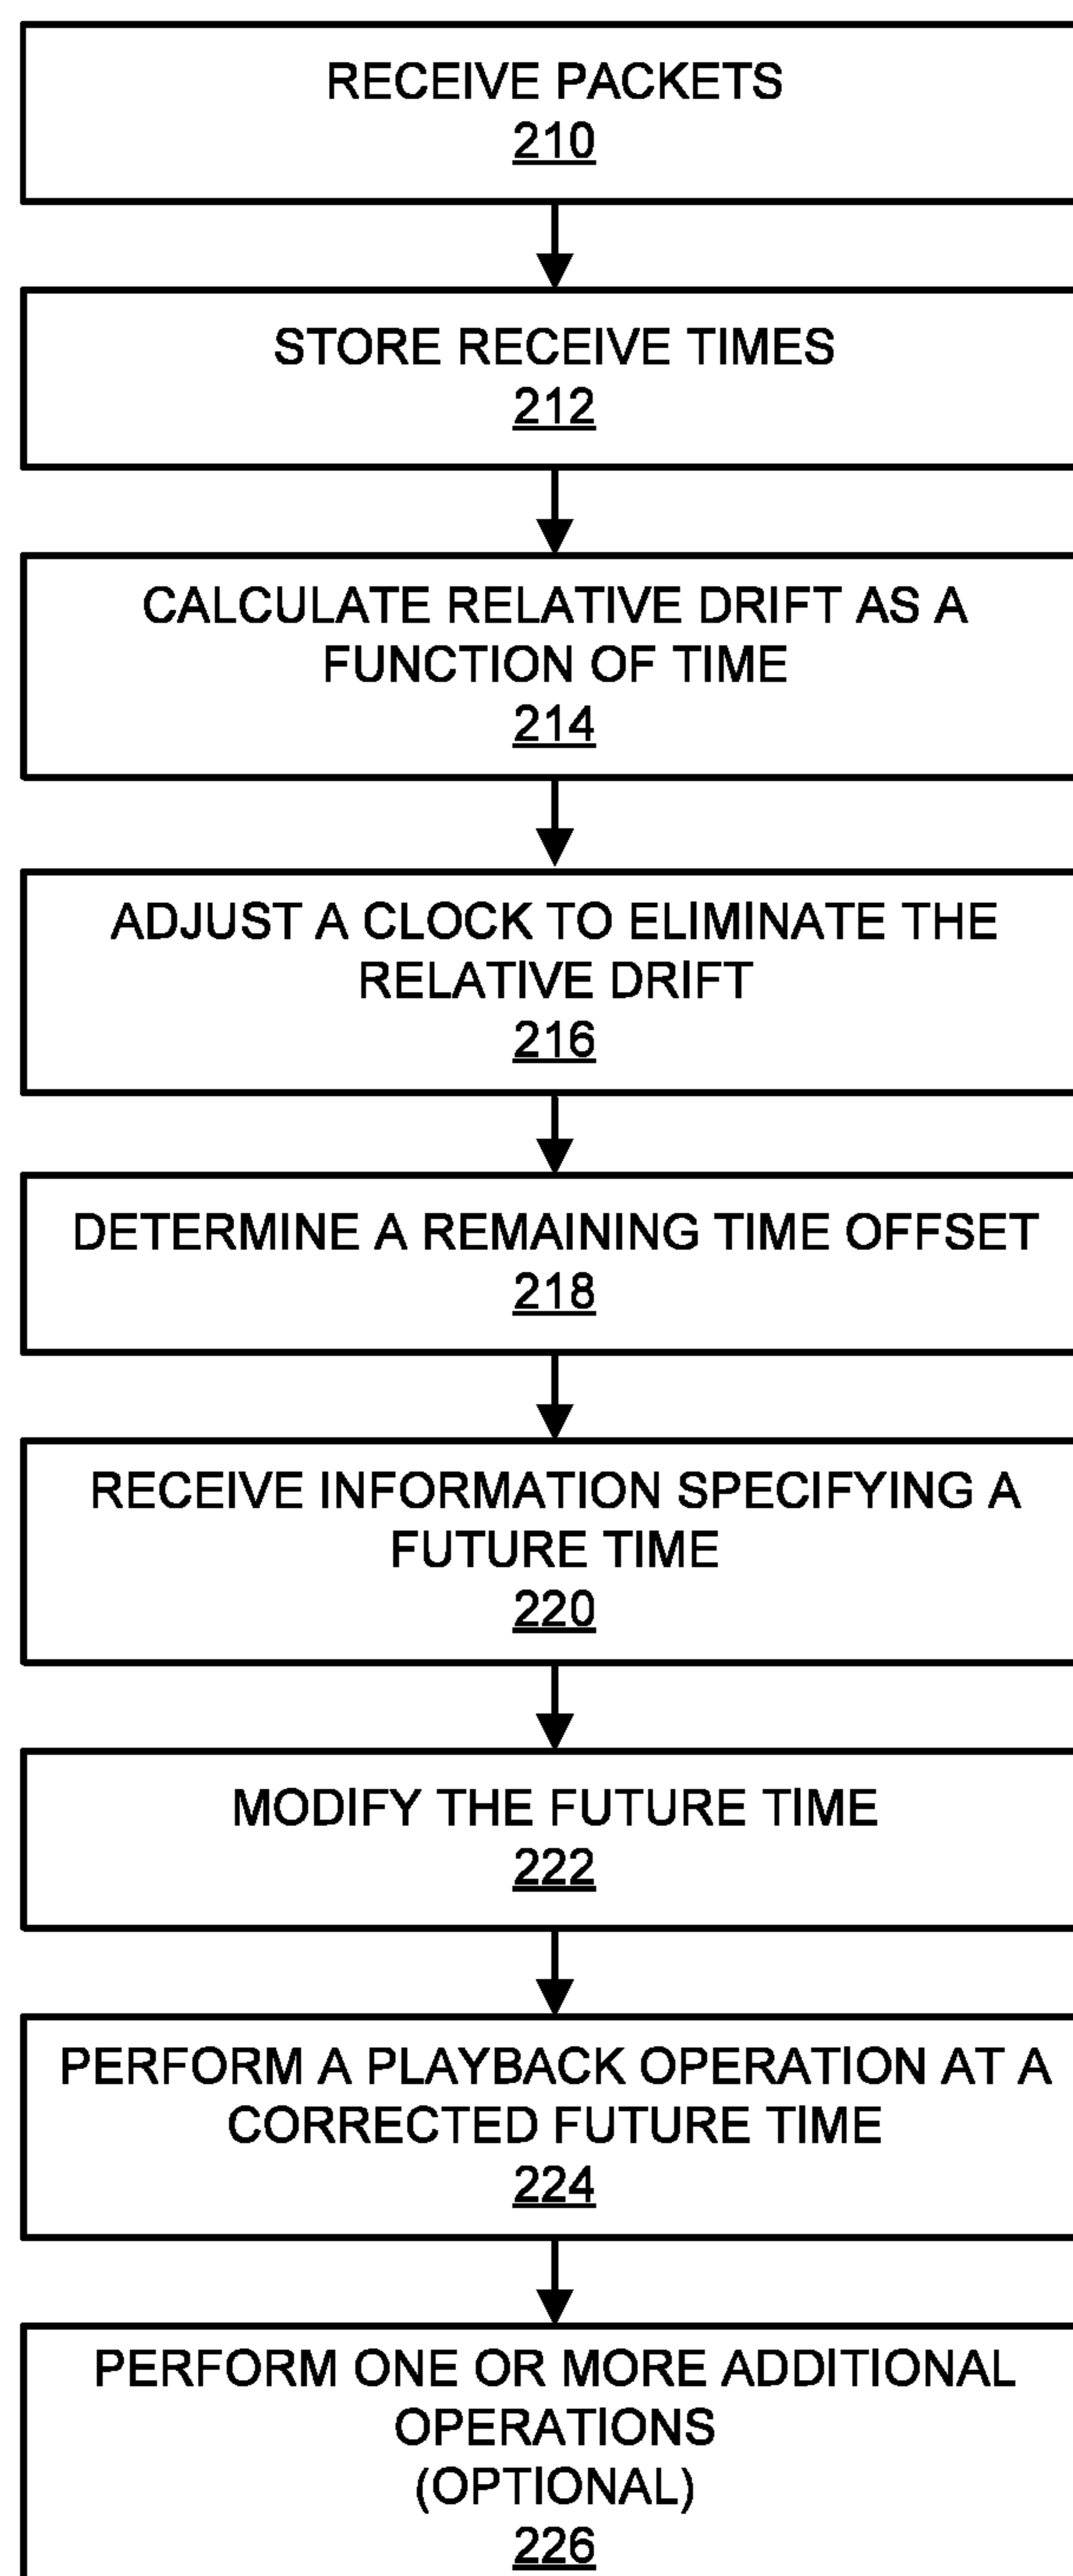 RECEIVE PACKETS
210
STORE RECEIVE TIMES
212
CALCULATE RELATIVE DRIFT AS A
FUNCTION OF TIME
214
ADJUST A CLOCK TO ELIMINATE THE
RELATIVE DRIFT
216
DETERMINE A REMAINING TIME OFFSET
218
RECEIVE INFORMATION SPECIFYING A
FUTURE TIME
220
MODIFY THE FUTURE TIME
222
PERFORM A PLAYBACK OPERATION AT A
CORRECTED FUTURE TIME
224
PERFORM ONE OR MORE ADDITIONAL
OPERATIONS
(OPTIONAL)
226